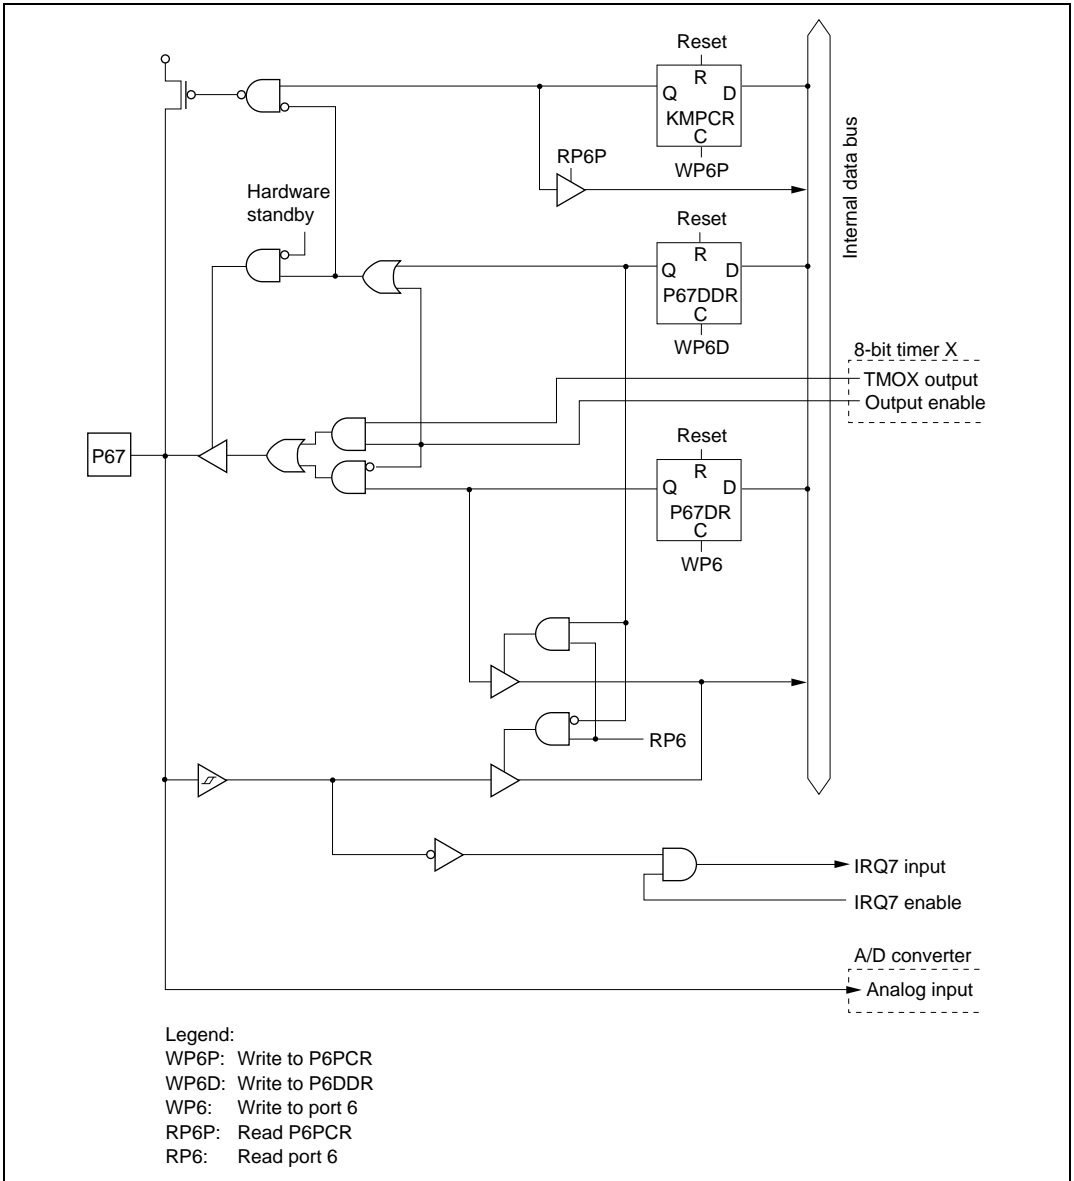 Reset
R
Q D
KMPCR
C
WP6P
RP6P
Internal data bus
Hardware
standby
Reset
R
Q D
P67DDR
C
WP6D
8-bit timer X
TMOX output
Output enable
Reset
R
Q D
P67DR
C
WP6
P67
RP6
IRQ7 input
IRQ7 enable
A/D converter
Analog input
Legend:
WP6P: Write to P6PCR
WP6D: Write to P6DDR
WP6: Write to port 6
RP6P: Read P6PCR
RP6: Read port 6